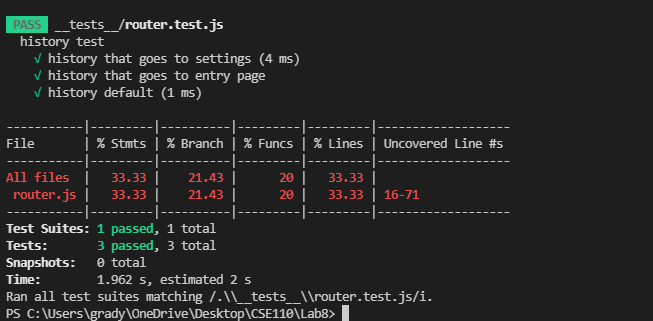 PASS  __tests__/router.test.js
  history test
    √ history that goes to settings (4 ms)
    √ history that goes to entry page
    √ history default (1 ms)
-----------|---------|----------|---------|---------|-------------------
File       | % Stmts | % Branch | % Funcs | % Lines | Uncovered Line #s
-----------|---------|----------|---------|---------|-------------------
All files  |   33.33 |    21.43 |      20 |   33.33 |
 router.js |   33.33 |    21.43 |      20 |   33.33 | 16-71
-----------|---------|----------|---------|---------|-------------------
Test Suites: 1 passed, 1 total
Tests:       3 passed, 3 total
Snapshots:   0 total
Time:        1.962 s, estimated 2 s
Ran all test suites matching /.\\__tests__\\router.test.js/i.
PS C:\Users\grady\OneDrive\Desktop\CSE110\Lab8>